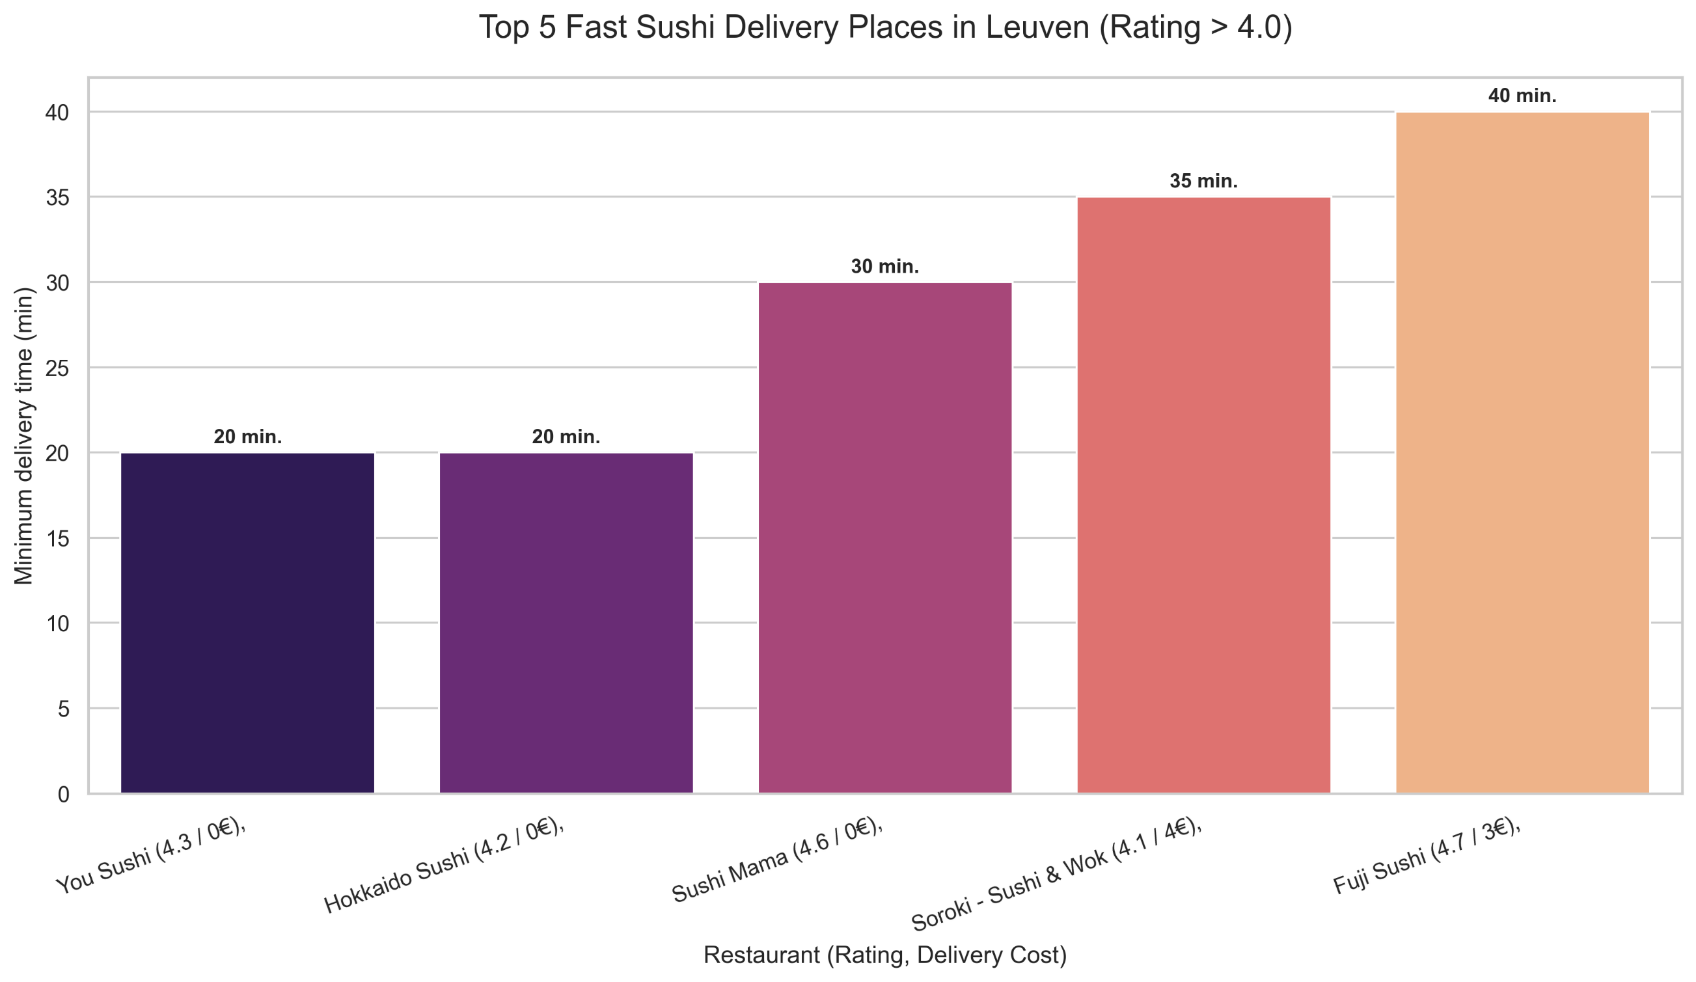 Top 5 Fast Sushi Delivery Places in Leuven (Rating > 4.0)
Minimum delivery time (min)
40
35
30
25
20
15
10
5
0
20 min.
20 min.
30 min.
35 min.
40 min.
You Sushi (4.3 / 0€),
Hokkaido Sushi (4.2 / 0€),
Sushi Mama (4.6 / 0€),
Soroki - Sushi & Wok (4.1 / 4€),
Fuji Sushi (4.7 / 3€),
Restaurant (Rating, Delivery Cost)